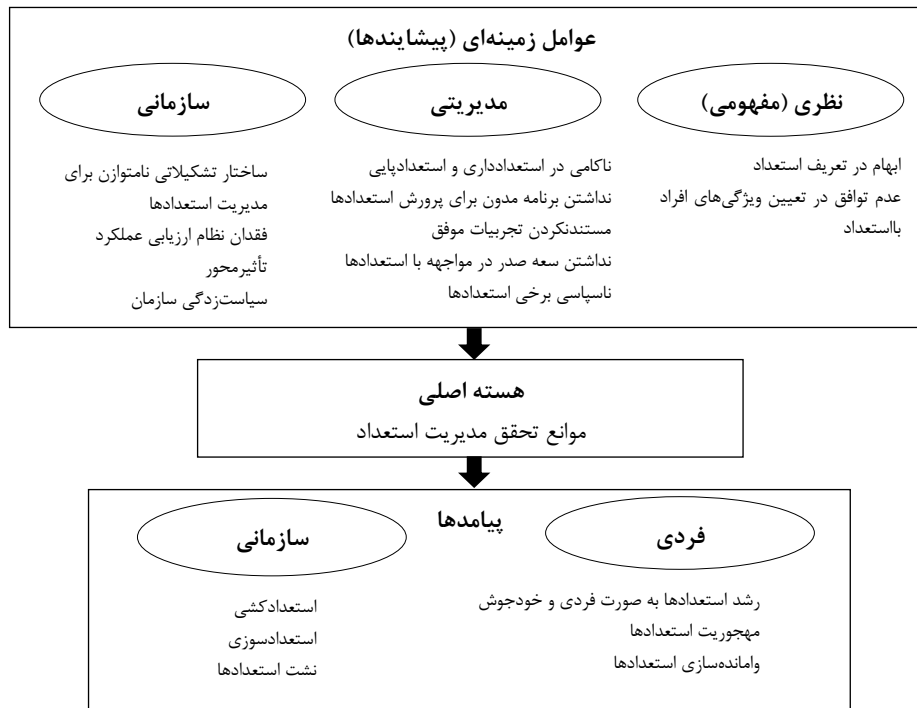 عوامل زمینه‌ای (پیشایندها)
نظری (مفهومی)
ابهام در تعریف استعداد
عدم توافق در تعیین ویژگی‌های افراد
بااستعداد
مدیریتی
ناکامی در استعدادداری و استعدادپایی
نداشتن برنامه مدون برای پرورش استعدادها
مستندنکردن تجربیات موفق
نداشتن سعه صدر در مواجهه با استعدادها
ناسپاسی برخی استعدادها
سازمانی
ساختار تشکیلاتی نامتوازن برای
مدیریت استعدادها
فقدان نظام ارزیابی عملکرد
تأثیرمحور
سیاست‌زدگی سازمان
هسته اصلی
موانع تحقق مدیریت استعداد
پیامدها
فردی
رشد استعدادها به صورت فردی و خودجوش
مهجوریت استعدادها
وامانده‌سازی استعدادها
سازمانی
استعدادکشی
استعدادسوزی
نشت استعدادها